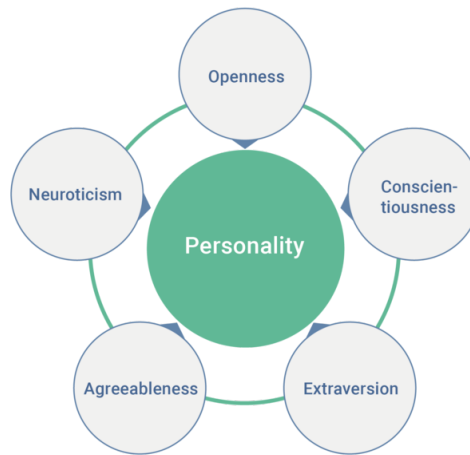 Openness
Neuroticism
Conscien-
tiousness
Personality
Agreeableness
Extraversion